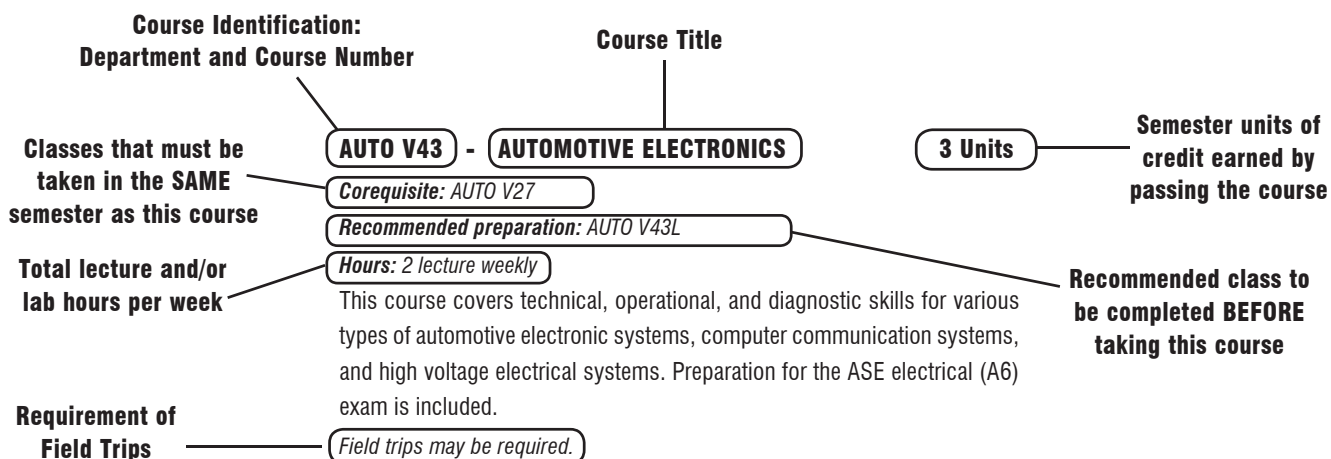 Course Identification:
Department and Course Number
Course Title
AUTO V43 - AUTOMOTIVE ELECTRONICS 3 Units
Semester units of
credit earned by
passing the course
Classes that must be
taken in the SAME
semester as this course
Corequisite: AUTO V27
Recommended preparation: AUTO V43L
Total lecture and/or
lab hours per week
Hours: 2 lecture weekly
Recommended class to
be completed BEFORE
taking this course
This course covers technical, operational, and diagnostic skills for various
types of automotive electronic systems, computer communication systems,
and high voltage electrical systems. Preparation for the ASE electrical (A6)
exam is included.
Requirement of
Field Trips
Field trips may be required.